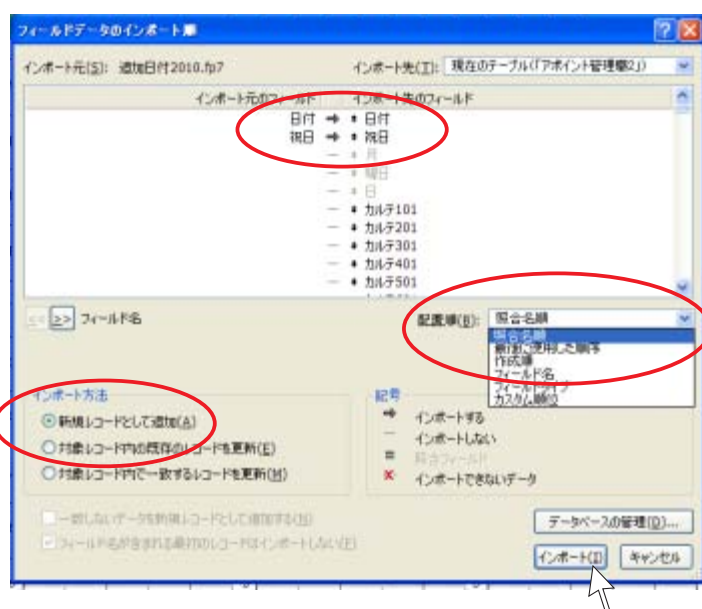 フィールドデータのインポート順
インポート元(S): 追加日付2010.fp7
インポート先(T): 現在のテーブル(「アポイント管理欄2」)
インポート元のフィールド インポート先のフィールド
日付 日付
祝日 祝日
月
曜日
日
カルテ101
カルテ201
カルテ301
カルテ401
カルテ501
<< >> フィールド名
配置順(B): 照合名順
照合名順
最後に使用した順序
作成順
フィールド名
フィールドタイプ
カスタム順位
インポート方法
新規レコードとして追加(A)
対象レコード内の既存のレコードを更新(E)
対象レコード内で一致するレコードを更新(M)
記号
インポートする
インポートしない
照合フィールド
インポートできないデータ
一致しないデータを新規レコードとして追加する(N)
フィールド名が含まれる最初のレコードはインポートしない(F)
データベースの管理(D)...
インポート(I) キャンセル